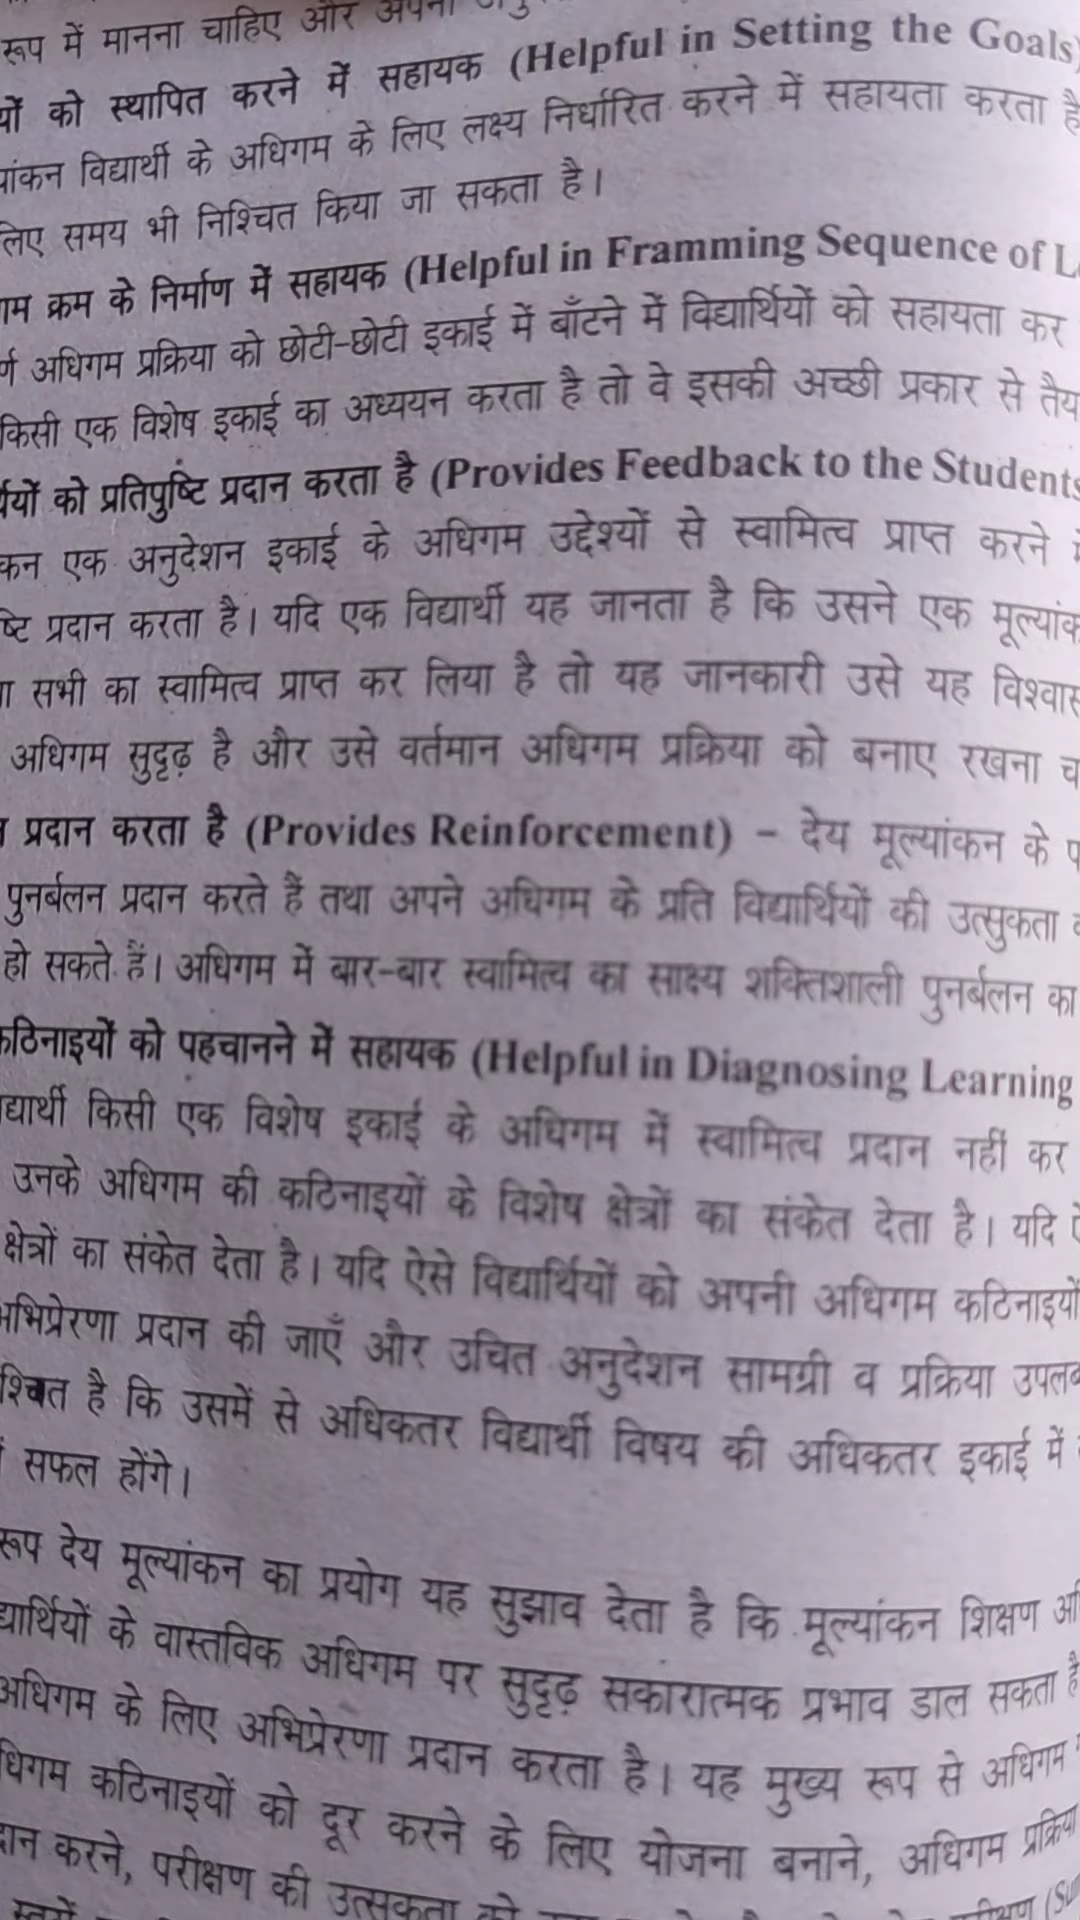 रूप में मानना चाहिए और अपनी
को स्थापित करने में सहायक (Helpful in Setting the Goals)
विद्यार्थी के अधिगम के लिए लक्ष्य निर्धारित करने में सहायता करता है
लिए समय भी निश्चित किया जा सकता है।
क्रम के निर्माण में सहायक (Helpful in Framming Sequence of
अधिगम प्रक्रिया को छोटी-छोटी इकाई में बाँटने में विद्यार्थियों को सहायता कर
किसी एक विशेष इकाई का अध्ययन करता है तो वे इसकी अच्छी प्रकार से
को प्रतिपुष्टि प्रदान करता है (Provides Feedback to the Students
एक अनुदेशन इकाई के अधिगम उद्देश्यों से स्वामित्व प्राप्त करने
प्रदान करता है। यदि एक विद्यार्थी यह जानता है कि उसने एक
सभी का स्वामित्व प्राप्त कर लिया है तो यह जानकारी उसे यह विश्वास
अधिगम सुदृढ़ है और उसे वर्तमान अधिगम प्रक्रिया को बनाए रखना
प्रदान करता है (Provides Reinforcement) – देय मूल्यांकन के
पुनर्बलन प्रदान करते हैं तथा अपने अधिगम के प्रति विद्यार्थियों की उत्सुकता
हो सकते हैं। अधिगम में बार-बार स्वामित्व का साक्ष्य शक्तिशाली पुनर्बलन का
कठिनाइयों को पहचानने में सहायक (Helpful in Diagnosing Learning
किसी एक विशेष इकाई के अधिगम में स्वामित्व प्रदान नहीं कर
उनके अधिगम की कठिनाइयों के विशेष क्षेत्रों का संकेत देता है। यदि
क्षेत्रों का संकेत देता है। यदि ऐसे विद्यार्थियों को अपनी अधिगम कठिनाइयों
अभिप्रेरणा प्रदान की जाएँ और उचित अनुदेशन सामग्री व प्रक्रिया
है कि उसमें से अधिकतर विद्यार्थी विषय की अधिकतर इकाई में
सफल होंगे।
रूप देय मूल्यांकन का प्रयोग यह सुझाव देता है कि मूल्यांकन शिक्षण
के वास्तविक अधिगम पर सुदृढ़ सकारात्मक प्रभाव डाल सकता है
अधिगम के लिए अभिप्रेरणा प्रदान करता है। यह मुख्य रूप से अधिगम
कठिनाइयों को दूर करने के लिए योजना बनाने, अधिगम प्रक्रिया
करने, परीक्षण की उत्सुकता को